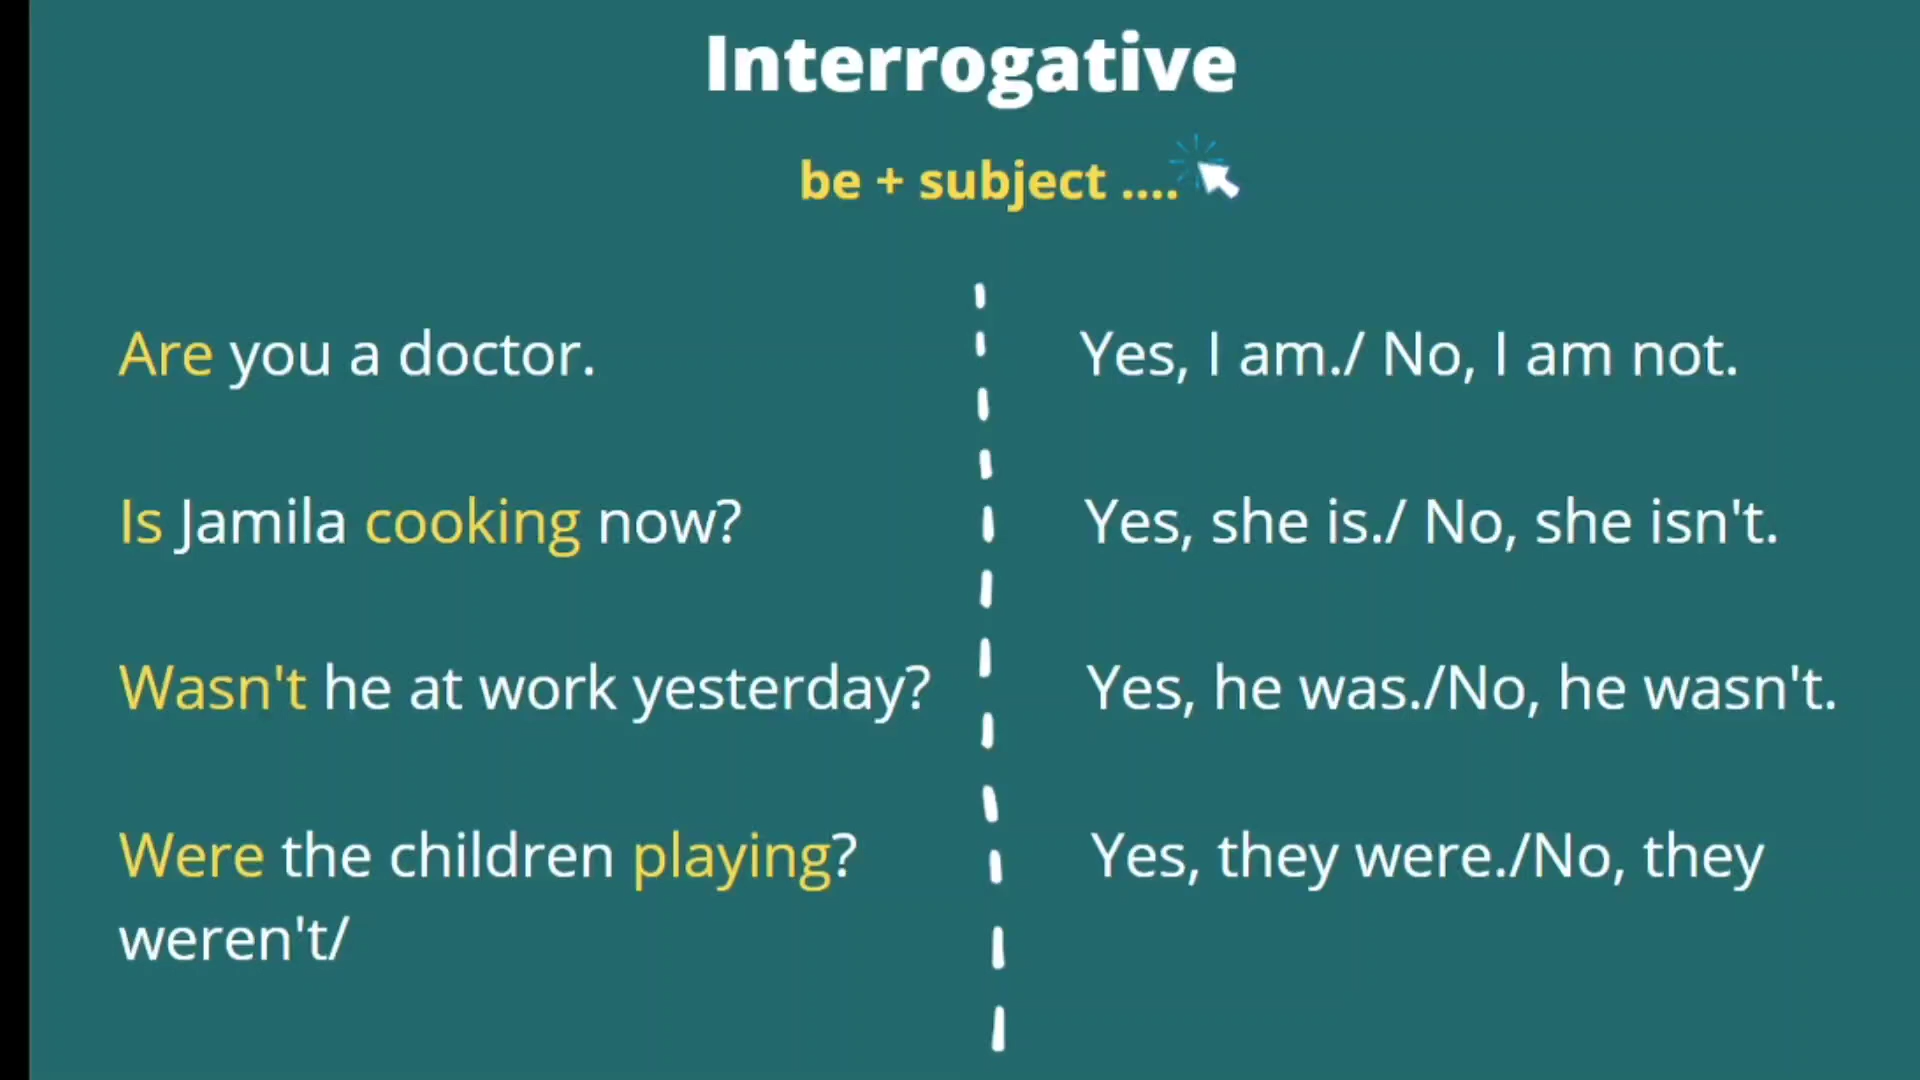 Interrogative
be + subject ....
Are you a doctor.
Yes, I am./ No, I am not.
Is Jamila cooking now?
Yes, she is./ No, she isn't.
Wasn't he at work yesterday?
Yes, he was./No, he wasn't.
Were the children playing?
Yes, they were./No, they
weren't/